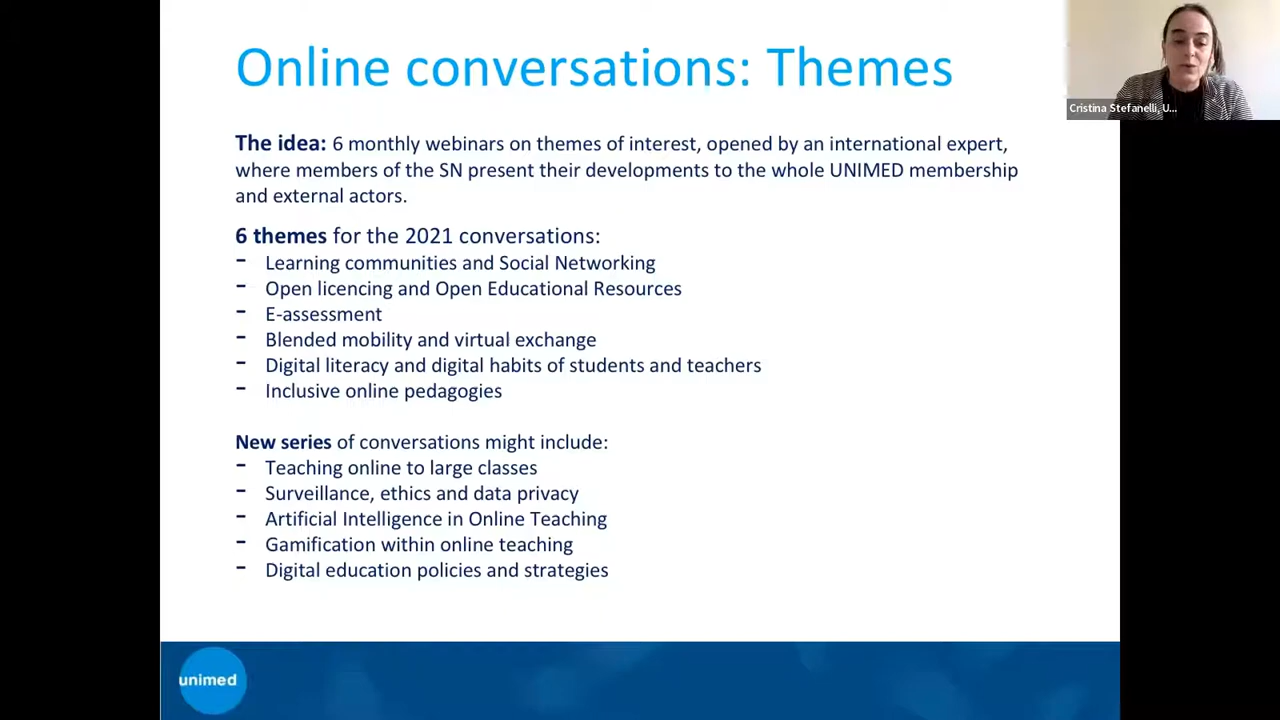 Online conversations: Themes
Cristina Stefanelli, U...
The idea: 6 monthly webinars on themes of interest, opened by an international expert,
where members of the SN present their developments to the whole UNIMED membership
and external actors.
6 themes for the 2021 conversations:
- Learning communities and Social Networking
- Open licencing and Open Educational Resources
- E-assessment
- Blended mobility and virtual exchange
- Digital literacy and digital habits of students and teachers
- Inclusive online pedagogies
New series of conversations might include:
- Teaching online to large classes
- Surveillance, ethics and data privacy
- Artificial Intelligence in Online Teaching
- Gamification within online teaching
- Digital education policies and strategies
unimed